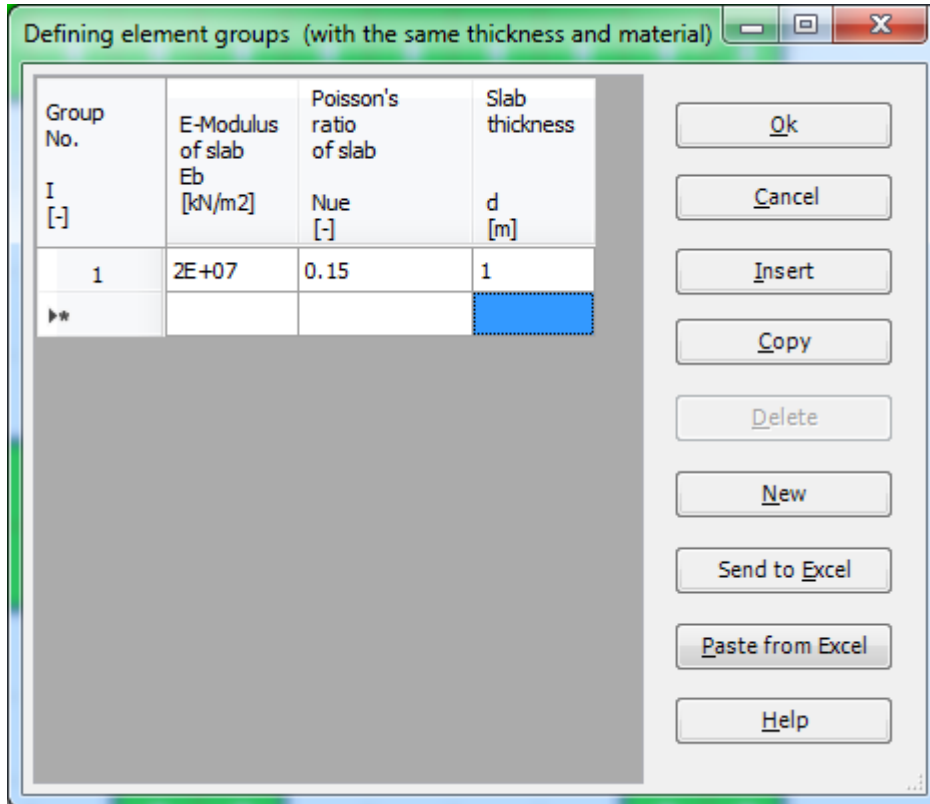 Defining element groups (with the same thickness and material)
Group
No.
I
[-]
E-Modulus
of slab
Eb
[kN/m2]
Poisson's
ratio
of slab
Nue
[-]
Slab
thickness
d
[m]
1 2E+07 0.15 1
Ok
Cancel
Insert
Copy
Delete
New
Send to Excel
Paste from Excel
Help